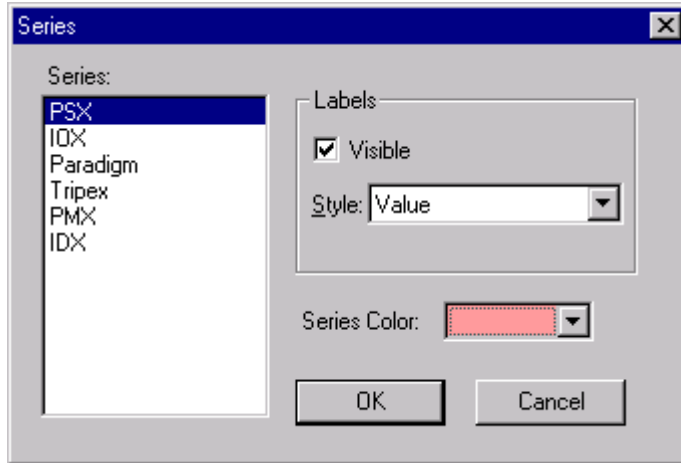 Series
Series:
PSX
IOX
Paradigm
Tripex
PMX
IDX
Labels
Visible
Style: Value
Series Color:
OK
Cancel